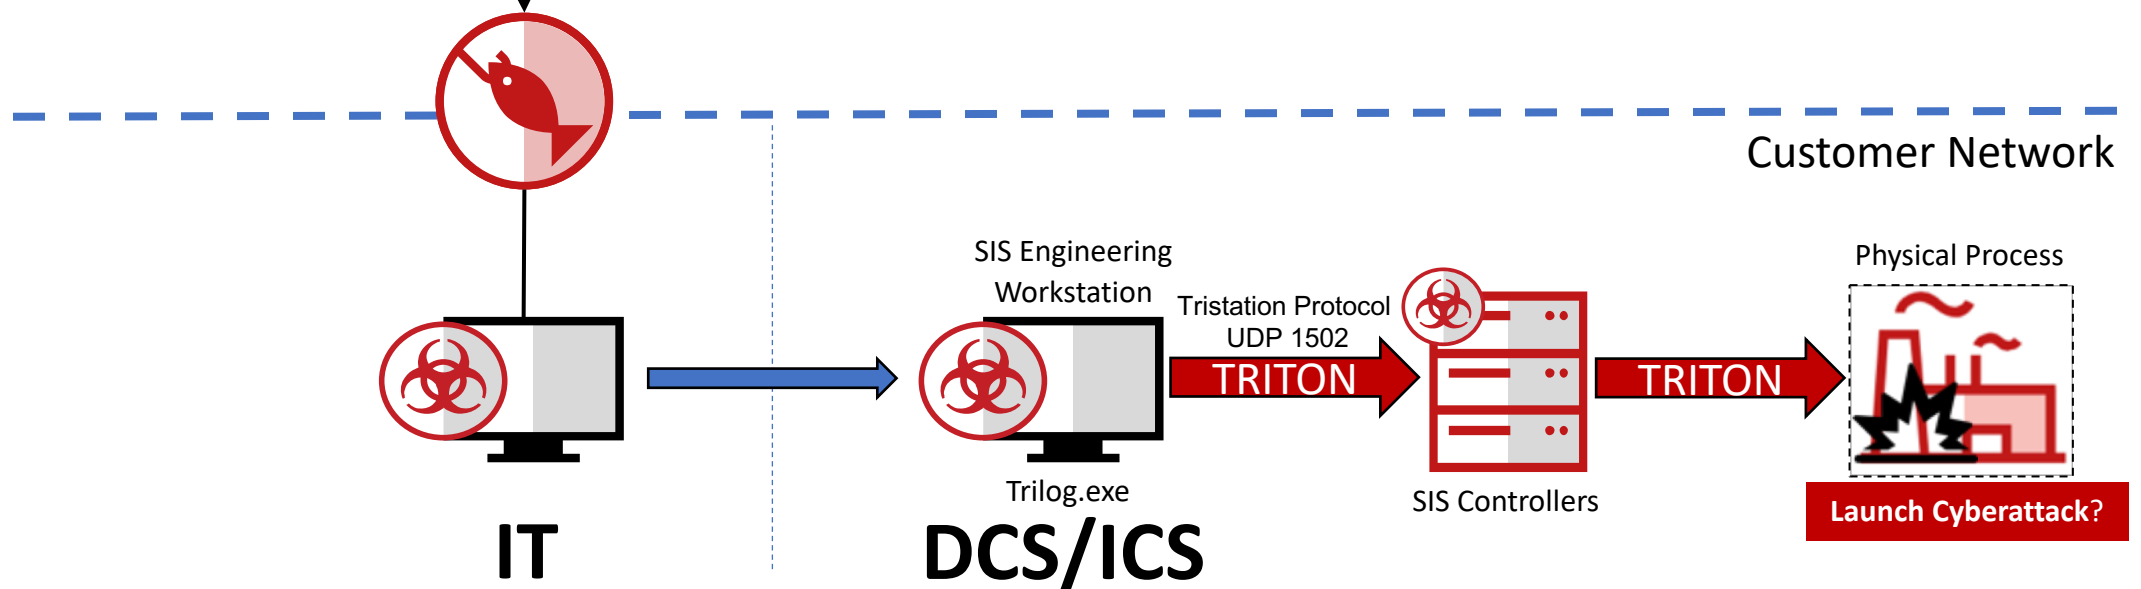 Customer Network
SIS Engineering
Workstation
Tristation Protocol
UDP 1502
TRITON
TRITON
Physical Process
Trilog.exe
SIS Controllers
Launch Cyberattack?
IT
DCS/ICS